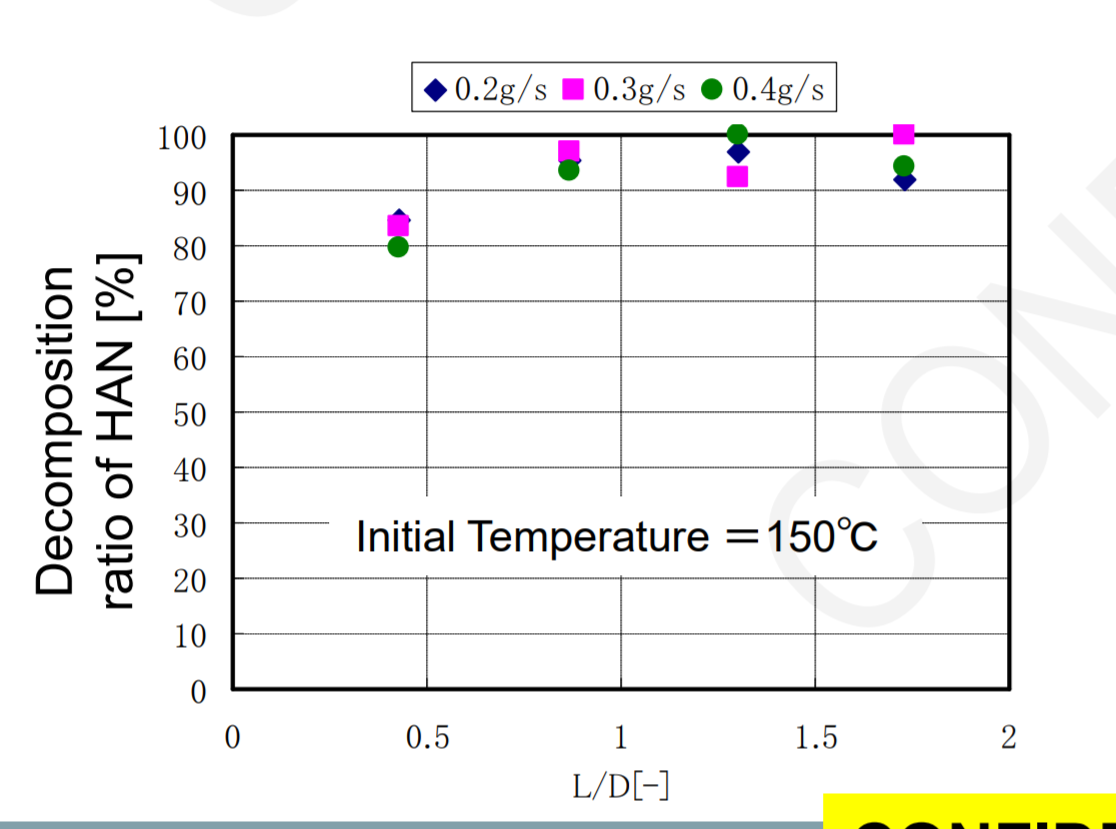 0.2g/s 0.3g/s 0.4g/s
100
90
80
70
60
50
40
30
20
10
0
Decomposition
ratio of HAN [%]
Initial Temperature =150℃
0 0.5 1 1.5 2
L/D[-]